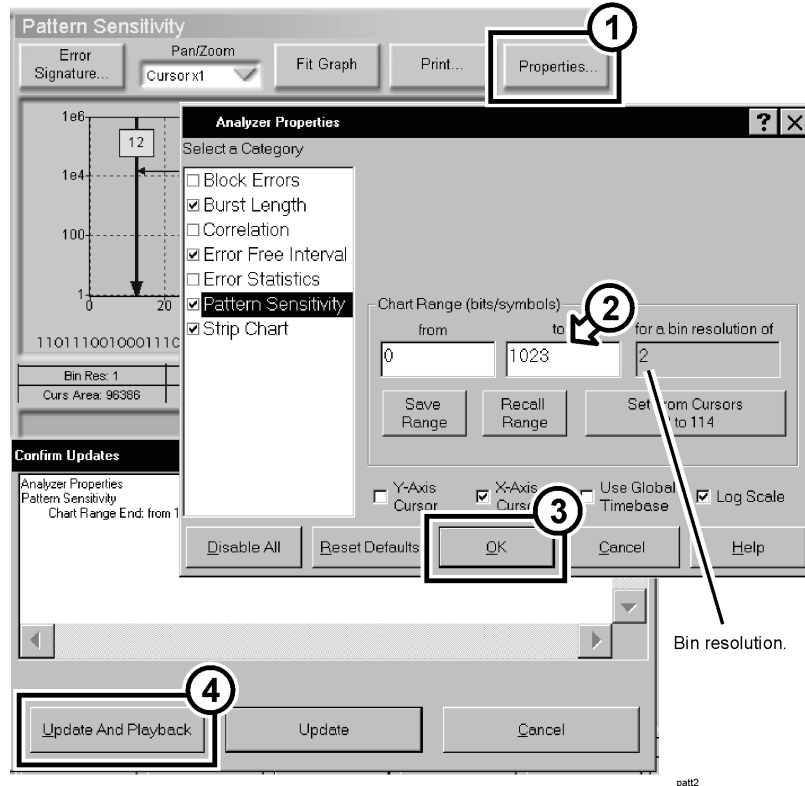 Pattern Sensitivity
1
Error
Signature...
Pan/Zoom
Cursor x1
Fit Graph
Print...
Properties...
1e6
1e4
100
1
0
20
12
11011100100011110
Bin Res: 1
Curs Area: 96386
Analyzer Properties
? X
Select a Category
Block Errors
Burst Length
Correlation
Error Free Interval
Error Statistics
Pattern Sensitivity
Strip Chart
Chart Range (bits/symbols)
2
from
to
for a bin resolution of
0
1023
2
Save
Range
Recall
Range
Set from Cursors
to 114
Y-Axis
Cursor
X-Axis
Use Global
Timebase
Log Scale
3
Disable All
Reset Defaults
OK
Cancel
Help
Bin resolution.
Confirm Updates
Analyzer Properties
Pattern Sensitivity
Chart Range End: from 1
4
Update And Playback
Update
Cancel
patt2